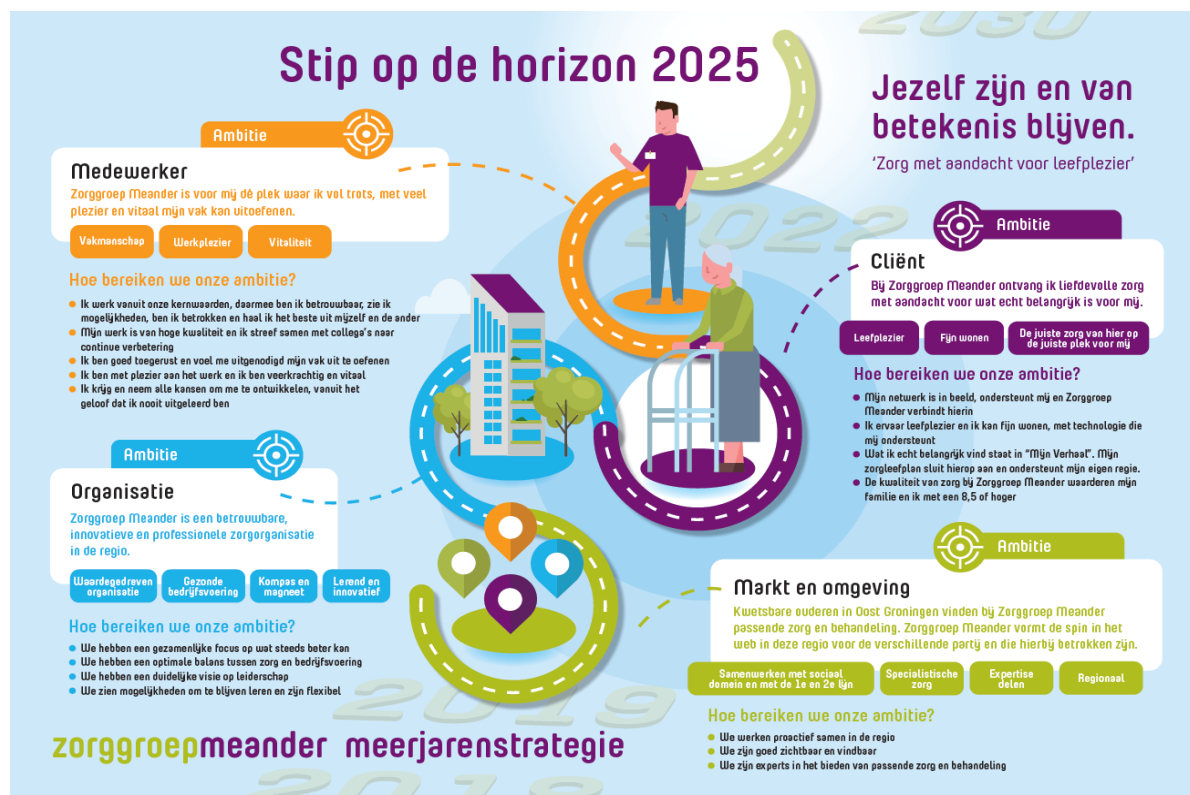 2030
Stip op de horizon 2025
Jezelf zijn en van
betekenis blijven.
‘Zorg met aandacht voor leefplezier’
Ambitie
Medewerker
Zorggroep Meander is voor mij dé plek waar ik vol trots, met veel
plezier en vitaal mijn vak kan uitoefenen.
Vakmanschap
Werkplezier
Vitaliteit
Hoe bereiken we onze ambitie?
Ik werk vanuit onze kernwaarden, daarmee ben ik betrouwbaar, zie ik
mogelijkheden, ben ik betrokken en haal ik het beste uit mijzelf en de ander
Mijn werk is van hoge kwaliteit en ik streef samen met collega's naar
continue verbetering
Ik ben goed toegerust en voel me uitgenodigd mijn vak uit te oefenen
Ik ben met plezier aan het werk en ik ben veerkrachtig en vitaal
Ik krijg en neem alle kansen om me te ontwikkelen, vanuit het
geloof dat ik nooit uitgeleerd ben
2022
Ambitie
Cliënt
Bij Zorggroep Meander ontvang ik liefdevolle zorg
met aandacht voor wat echt belangrijk is voor mij.
Leefplezier
Fijn wonen
De juiste zorg van hier op
de juiste plek voor mij
Hoe bereiken we onze ambitie?
Mijn netwerk is in beeld, ondersteunt mij en Zorggroep
Meander verbindt hierin
Ik ervaar leefplezier en ik kan fijn wonen, met technologie die
mij ondersteunt
Wat ik echt belangrijk vind staat in “Mijn Verhaal”. Mijn
zorgleefplan sluit hierop aan en ondersteunt mijn eigen regie.
De kwaliteit van zorg bij Zorggroep Meander waarderen mijn
familie en ik met een 8,5 of hoger
Ambitie
Organisatie
Zorggroep Meander is een betrouwbare,
innovatieve en professionele zorgorganisatie
in de regio.
Waardegedreven
organisatie
Gezonde
bedrijfsvoering
Kompas en
magneet
Lerend en
innovatief
Hoe bereiken we onze ambitie?
We hebben een gezamenlijke focus op wat steeds beter kan
We hebben een optimale balans tussen zorg en bedrijfsvoering
We hebben een duidelijke visie op leiderschap
We zien mogelijkheden om te blijven leren en zijn flexibel
Ambitie
Markt en omgeving
Kwetsbare ouderen in Oost Groningen vinden bij Zorggroep Meander
passende zorg en behandeling. Zorggroep Meander vormt de spin in het
web in deze regio voor de verschillende party en die hierbij betrokken zijn.
Samenwerken met sociaal
domein en met de 1e en 2e lijn
Specialistische
zorg
Expertise
delen
Regionaal
Hoe bereiken we onze ambitie?
We werken proactief samen in de regio
We zijn goed zichtbaar en vindbaar
We zijn experts in het bieden van passende zorg en behandeling
2019
zorggroepmeander meerjarenstrategie
2018